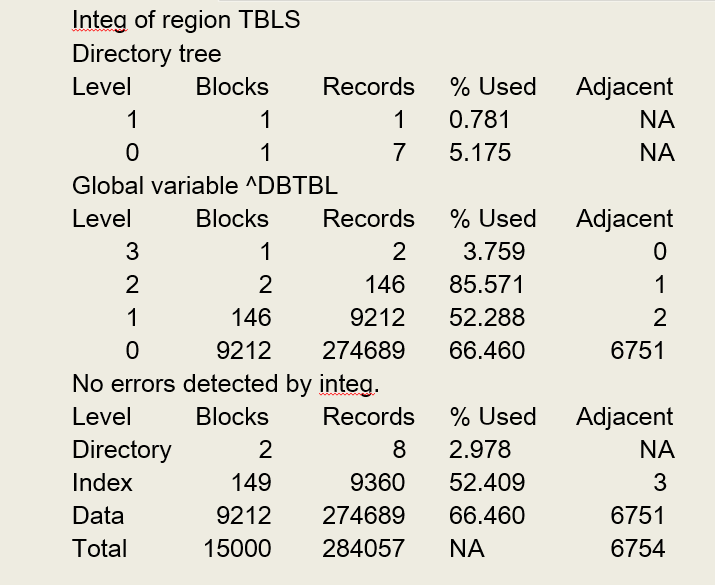 Integ of region TBLS
Directory tree
Level Blocks Records % Used Adjacent
1 1 1 0.781 NA
0 1 7 5.175 NA
Global variable ^DBTBL
Level Blocks Records % Used Adjacent
3 1 2 3.759 0
2 2 146 85.571 1
1 146 9212 52.288 2
0 9212 274689 66.460 6751
No errors detected by integ.
Level Blocks Records % Used Adjacent
Directory 2 8 2.978 NA
Index 149 9360 52.409 3
Data 9212 274689 66.460 6751
Total 15000 284057 NA 6754